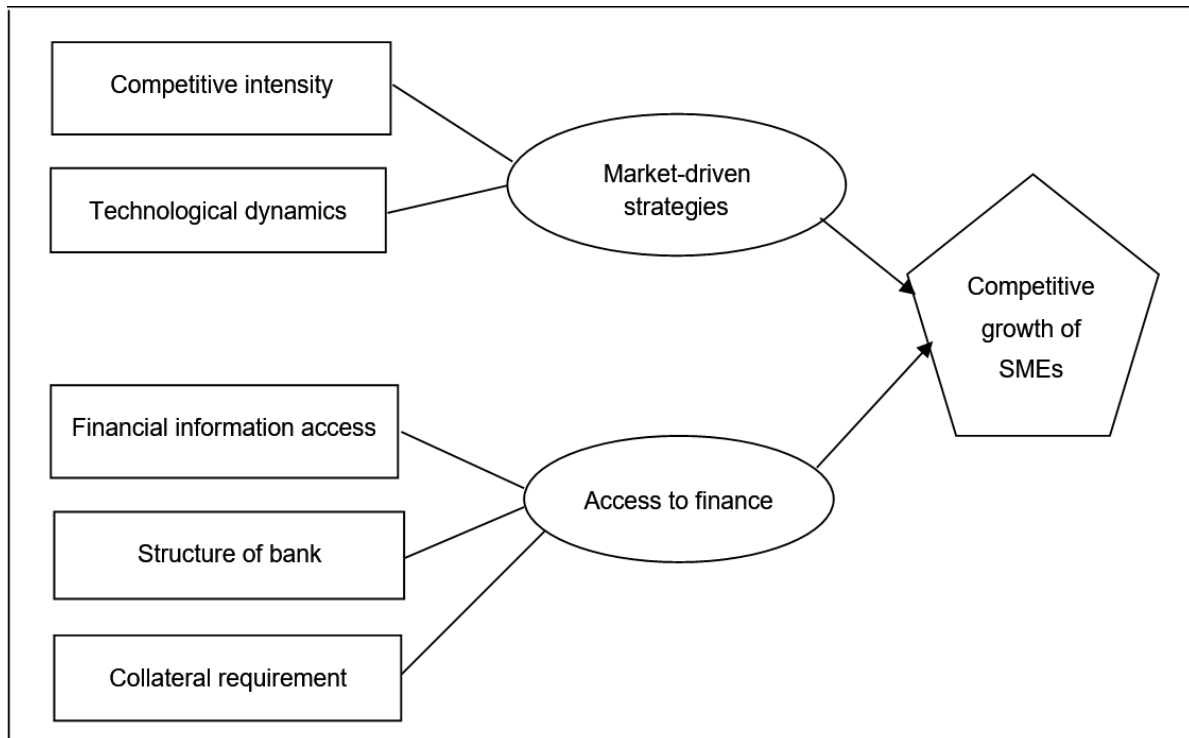 Competitive intensity
Technological dynamics
Market-driven
strategies
Competitive
growth of
SMEs
Financial information access
Structure of bank
Collateral requirement
Access to finance